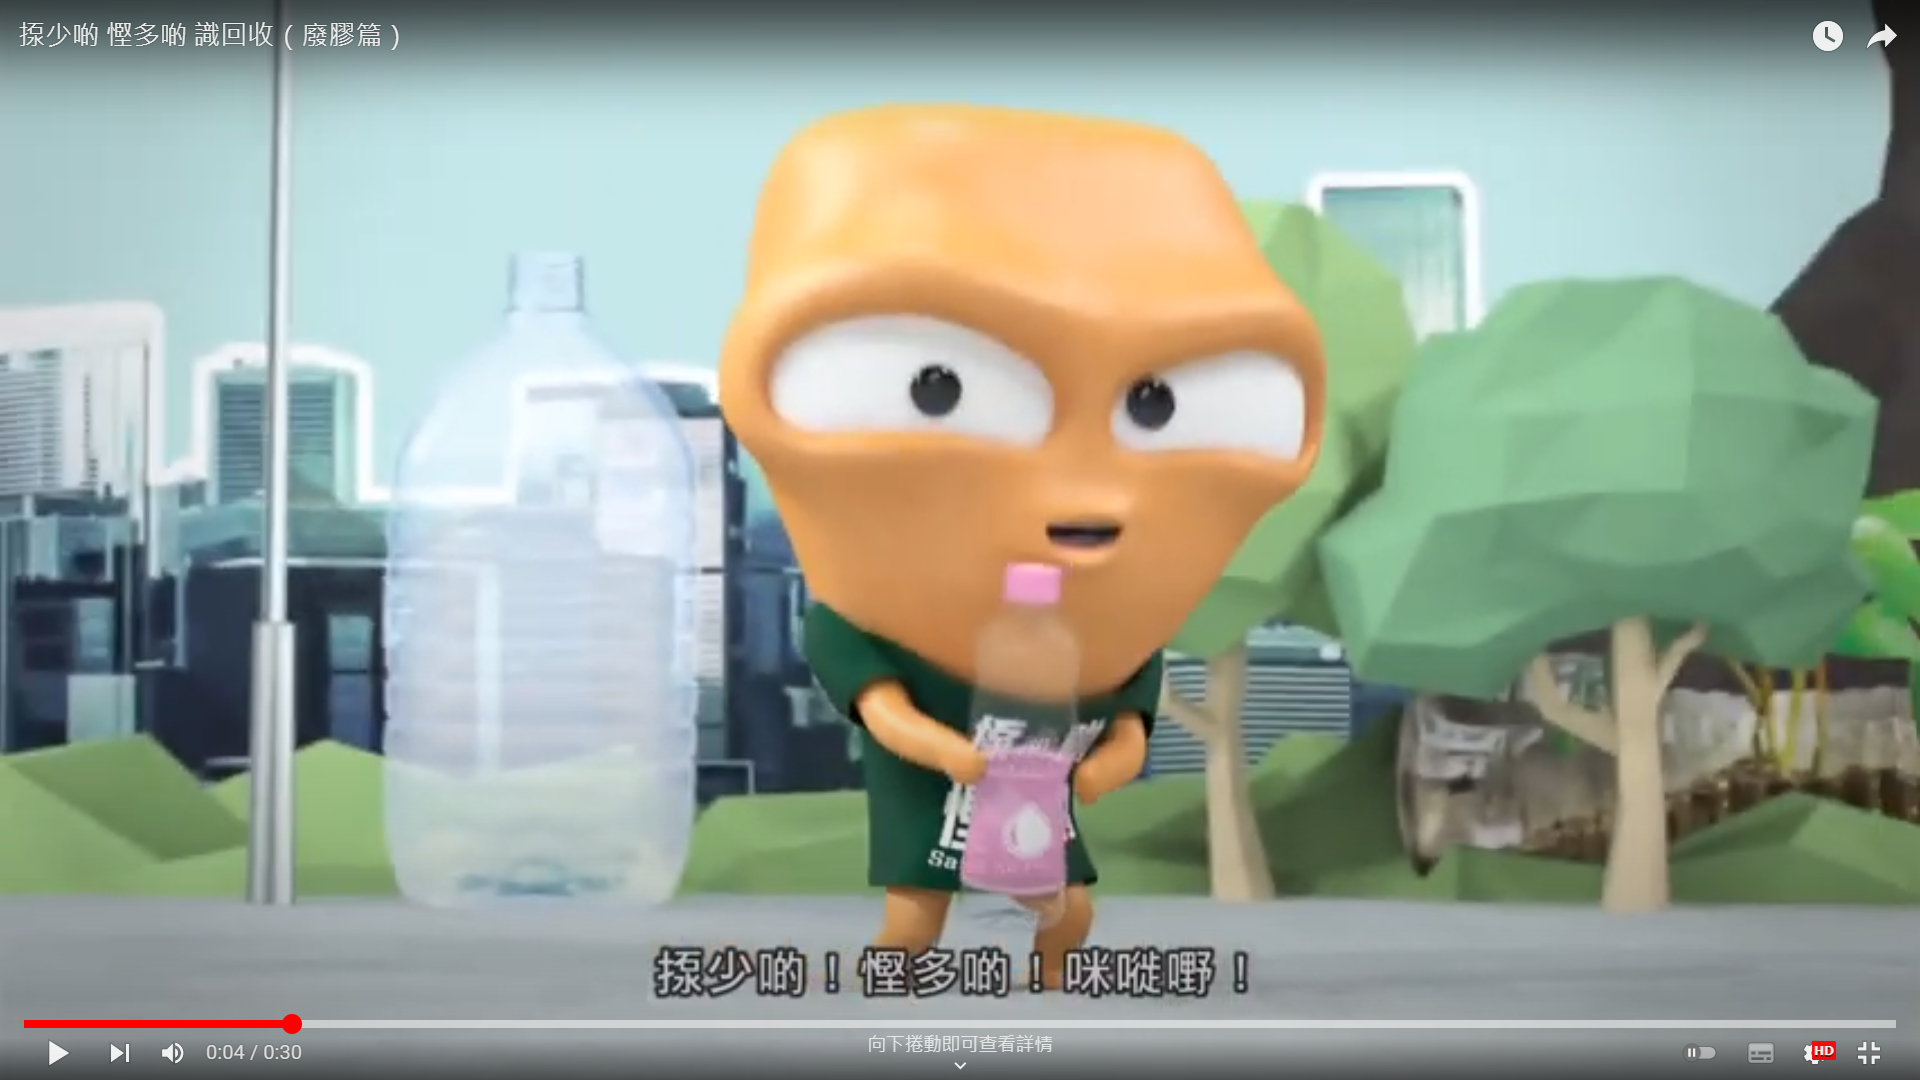 揼少啲 慳多啲 識回收（廢膠篇）
Sa
揼少啲！慳多啲！咪嘥嘢！
0:04 / 0:30
向下捲動即可查看詳情
HD